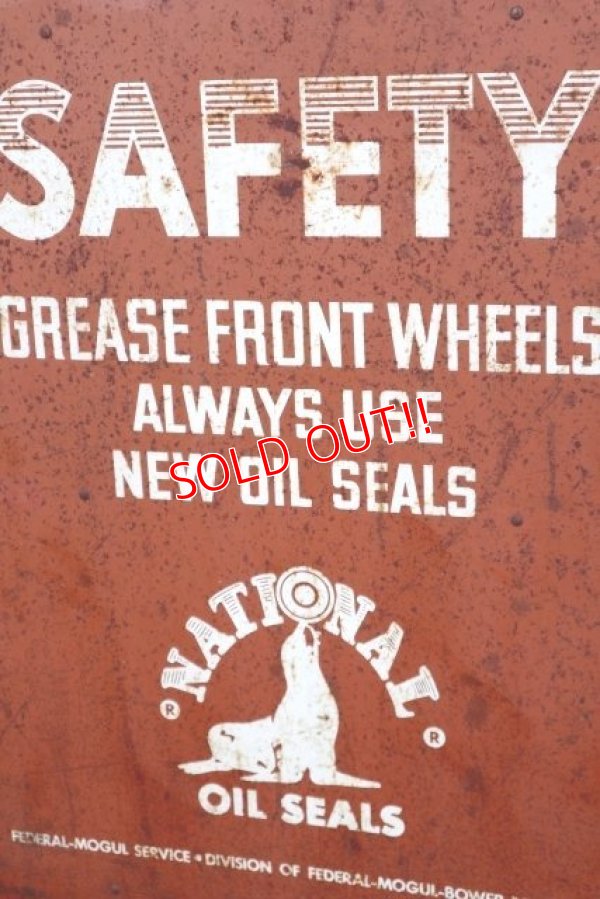 SAFETY
GREASE FRONT WHEELS
ALWAYS USE
NEW OIL SEALS
SOLD OUT!!
NATIONAL
® ®
OIL SEALS
FEDERAL-MOGUL SERVICE • DIVISION OF FEDERAL-MOGUL-BOWER